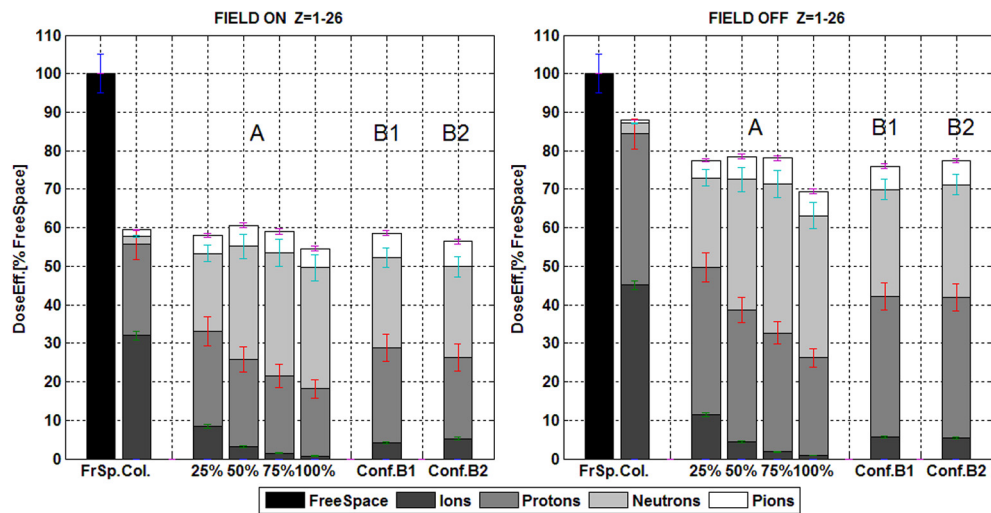 FIELD ON Z=1-26
110
100
90
80
70
60
50
40
30
20
10
0
DoseEff.[% FreeSpace]
A
B1
B2
FrSp.Col.
25% 50% 75%100%
Conf.B1
Conf.B2
FIELD OFF Z=1-26
110
100
90
80
70
60
50
40
30
20
10
0
DoseEff.[% FreeSpace]
A
B1
B2
FrSp.Col.
25% 50% 75%100%
Conf.B1
Conf.B2
FreeSpace Ions Protons Neutrons Pions